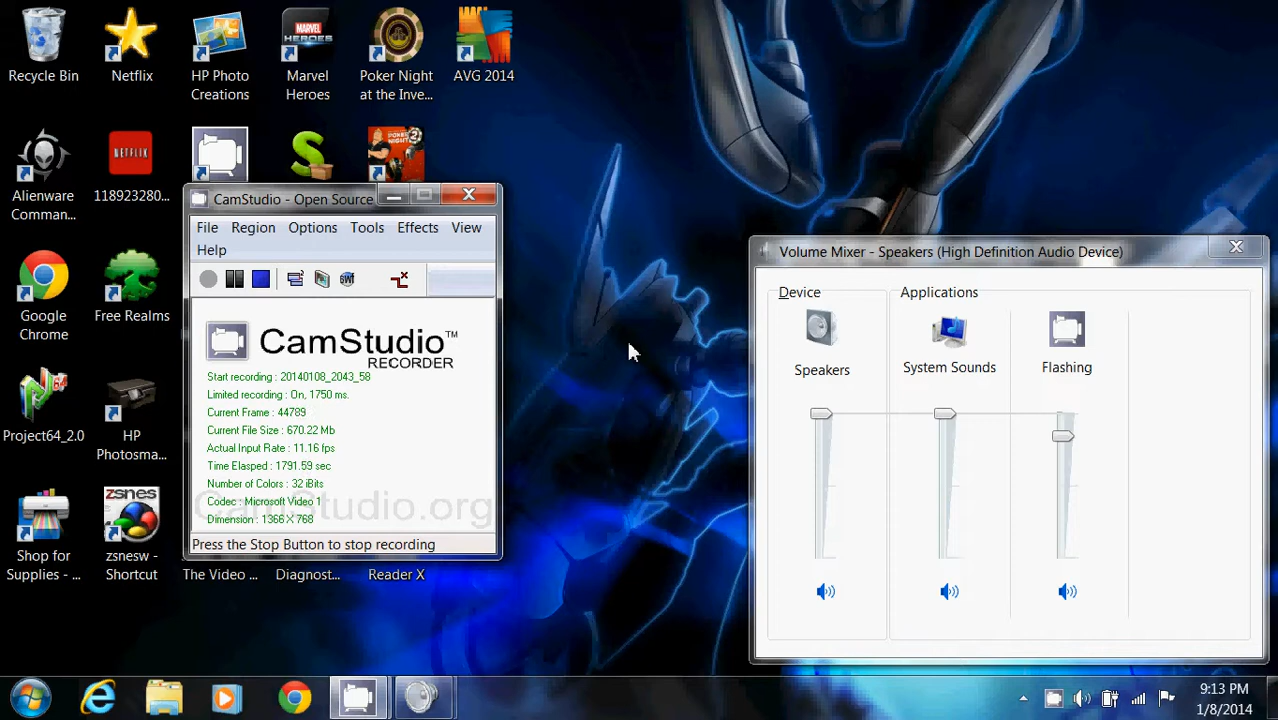 Recycle Bin
Netflix
HP Photo
Creations
MARVEL
HEROES
Marvel
Heroes
Poker Night
at the Inve...
AVG 2014
Alienware
Comman...
NETFLIX
118923280...
Google
Chrome
Free Realms
Project64_2.0
HP
Photosma...
Shop for
Supplies - ...
zsnes
zsnesw -
Shortcut
The Video ...
Diagnost...
Reader X
CamStudio - Open Source
File Region Options Tools Effects View
Help
SWF
CamStudio™
RECORDER
Start recording : 20140108_2043_58
Limited recording : On, 1750 ms.
Current Frame : 44789
Current File Size : 670.22 Mb
Actual Input Rate : 11.16 fps
Time Elasped : 1791.59 sec
Number of Colors : 32 iBits
Codec : Microsoft Video 1
Dimension : 1366 X 768
CamStudio.org
Press the Stop Button to stop recording
Volume Mixer - Speakers (High Definition Audio Device)
Device
Applications
Speakers
System Sounds
Flashing
9:13 PM
1/8/2014